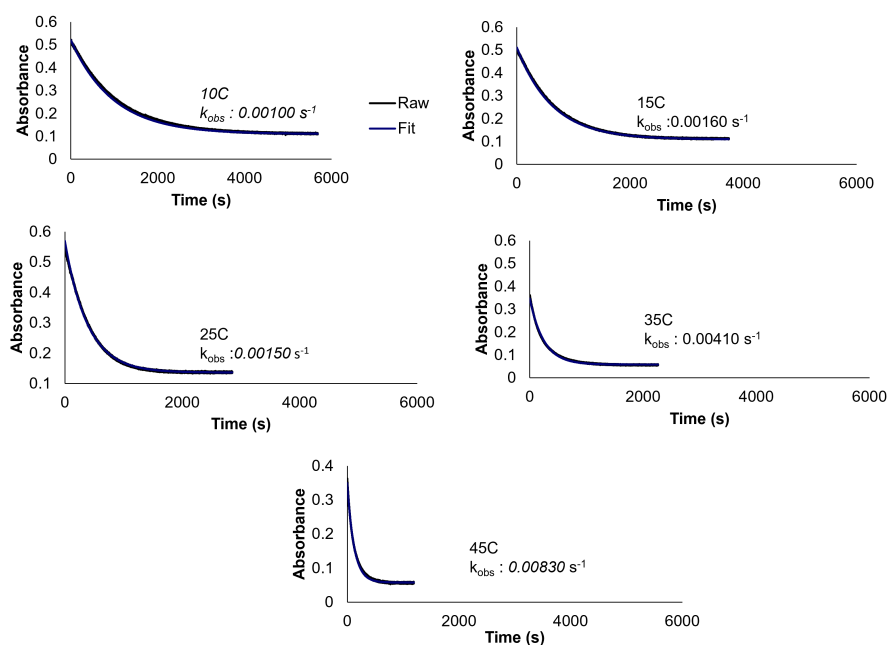 0.6
0.5
0.4
0.3
0.2
0.1
0
Absorbance
10C
kobs : 0.00100 s-1
0 2000 4000 6000
Time (s)
Raw
Fit
0.6
0.5
0.4
0.3
0.2
0.1
0
Absorbance
15C
kobs :0.00160 s-1
0 2000 4000 6000
Time (s)
0.6
0.5
0.4
0.3
0.2
0.1
Absorbance
25C
kobs :0.00150 s-1
0 2000 4000 6000
Time (s)
0.6
0.5
0.4
0.3
0.2
0.1
0
Absorbance
35C
kobs : 0.00410 s-1
0 2000 4000 6000
Time (s)
0.4
0.3
0.2
0.1
0
Absorbance
45C
kobs : 0.00830 s-1
0 2000 4000 6000
Time (s)